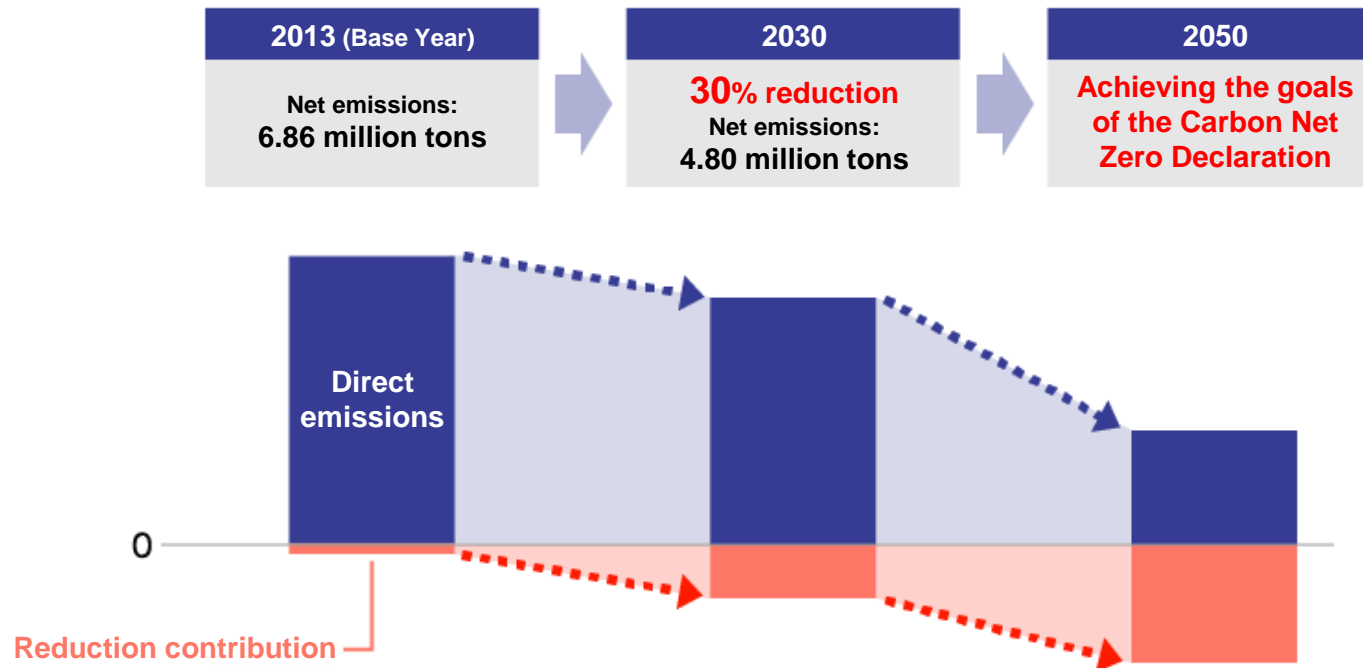 2013 (Base Year)
Net emissions:
6.86 million tons
2030
30% reduction
Net emissions:
4.80 million tons
2050
Achieving the goals
of the Carbon Net
Zero Declaration
Direct
emissions
0
Reduction contribution